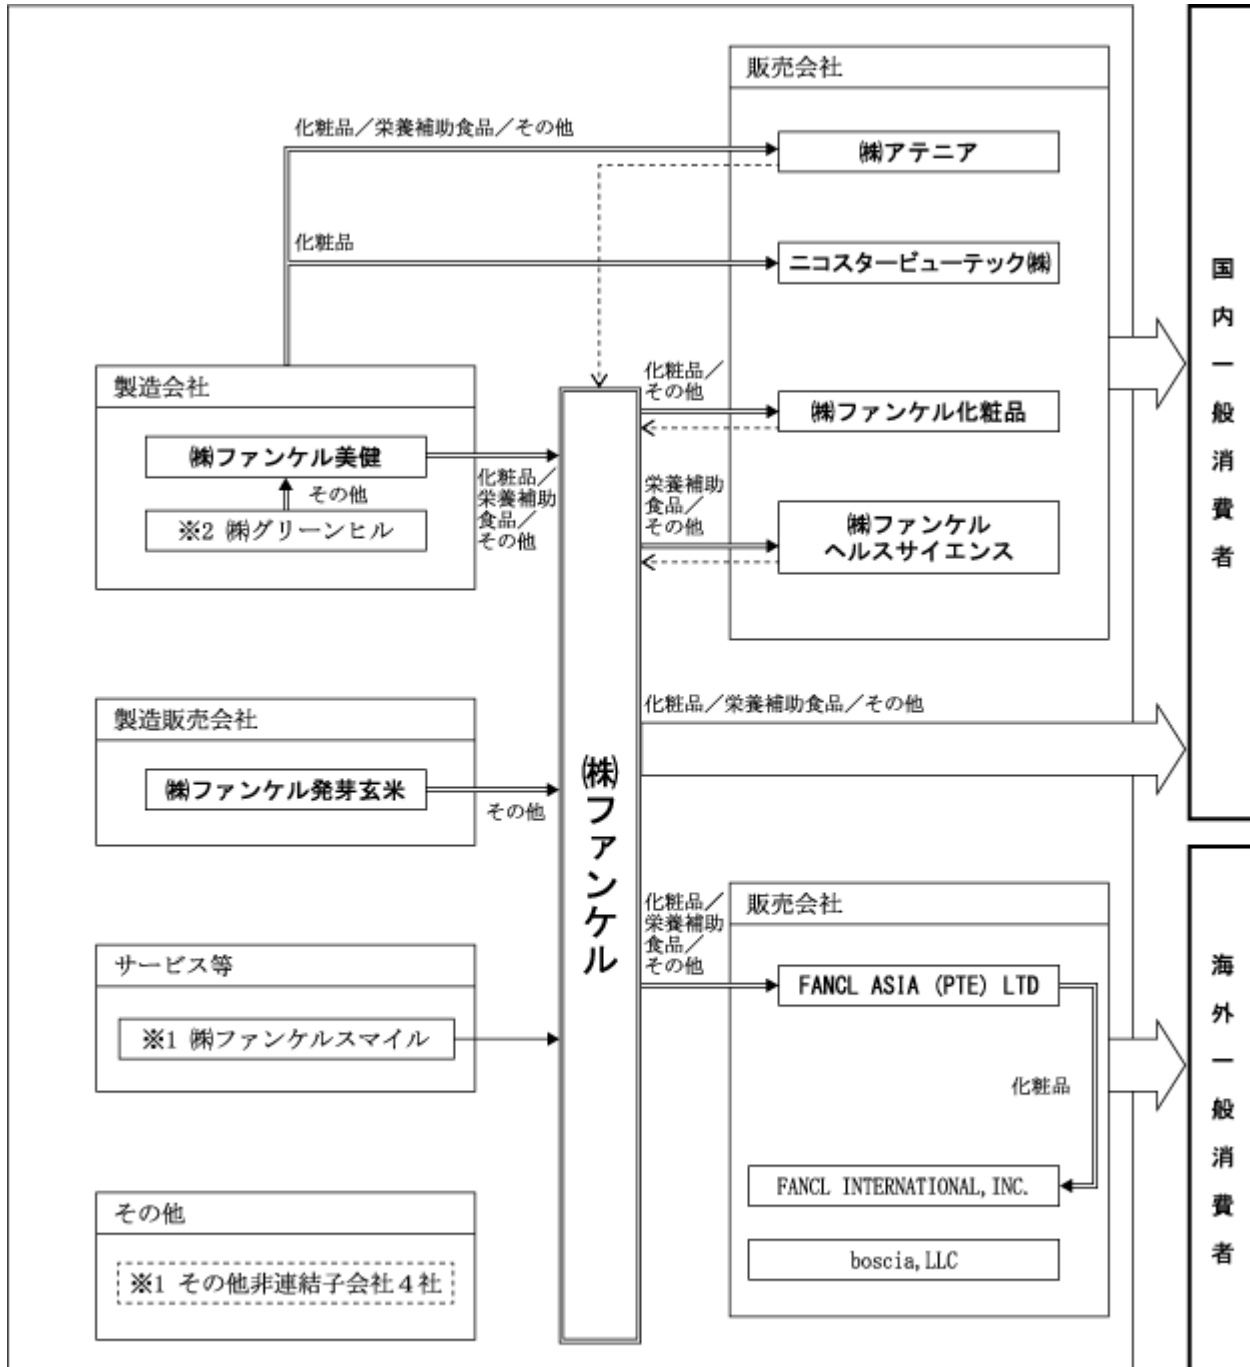 販売会社
化粧品／栄養補助食品／その他
㈱アテニア
化粧品
ニコスタービューテック㈱
製造会社
㈱ファンケル美健
その他
※2 ㈱グリーンヒル
化粧品／
栄養補助
食品／
その他
化粧品／
その他
㈱ファンケル化粧品
栄養補助
食品／
その他
㈱ファンケル
ヘルスサイエンス
国内一般消費者
製造販売会社
㈱ファンケル発芽玄米
その他
㈱ファンケル
化粧品／栄養補助食品／その他
サービス等
※1 ㈱ファンケルスマイル
化粧品／
栄養補助
食品／
その他
販売会社
FANCL ASIA (PTE) LTD
化粧品
FANCL INTERNATIONAL,INC.
boscia,LLC
海外一般消費者
その他
※1 その他非連結子会社４社